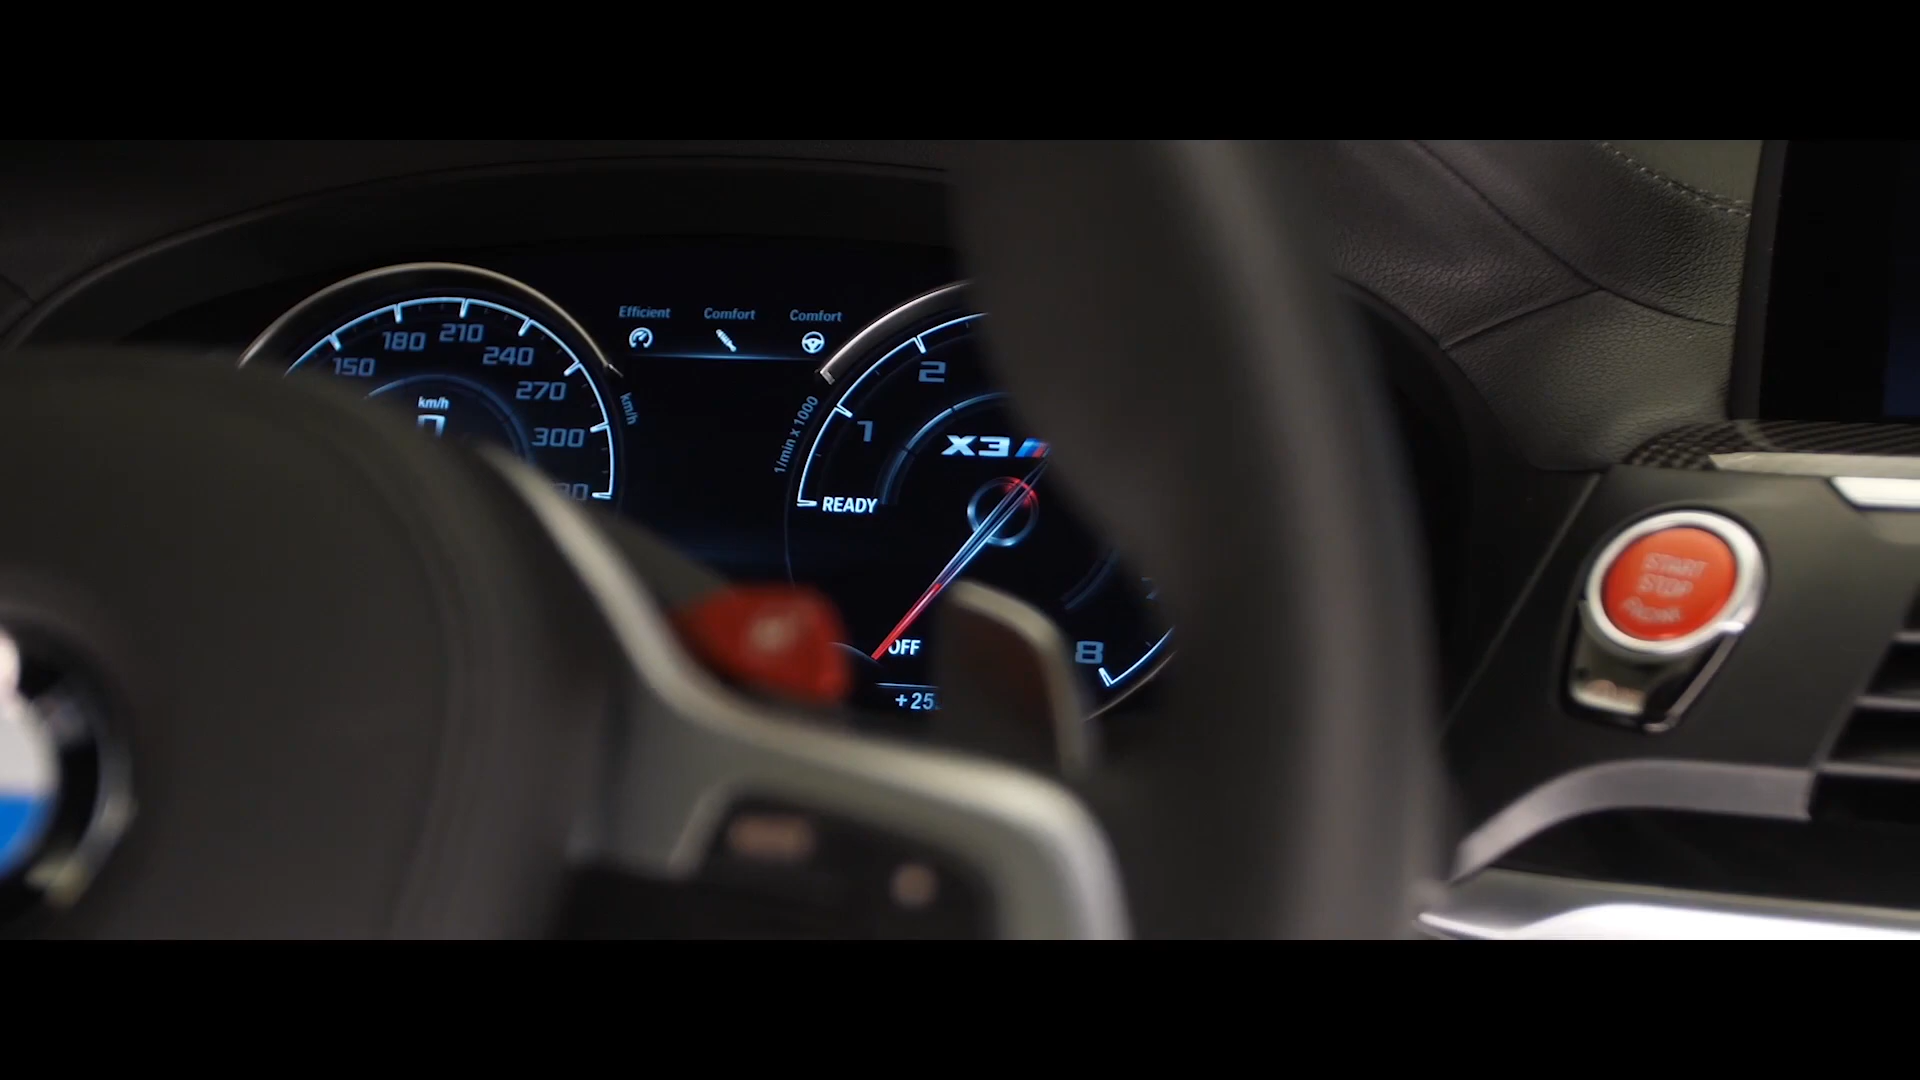 Efficient
Comfort
Comfort
150
180
210
240
270
300
km/h
km/h
1/min x 1000
1
2
X3
READY
OFF
8
+25.
START
STOP